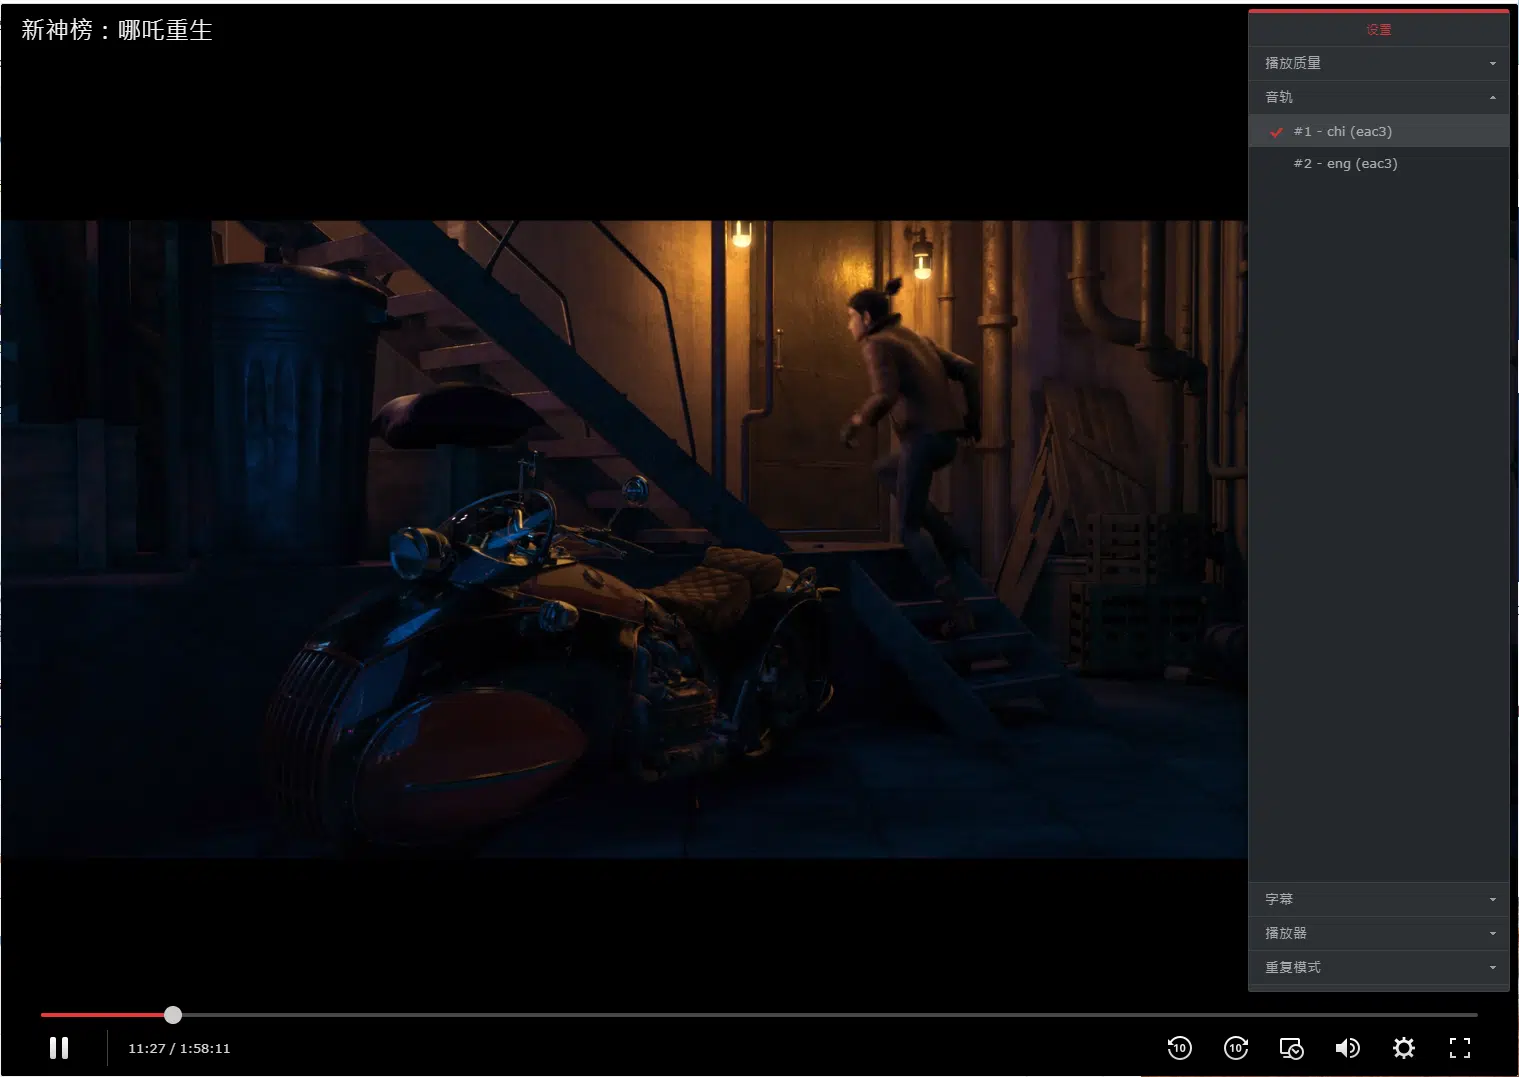 新神榜：哪吒重生
设置
播放质量
音轨
#1 - chi (eac3)
#2 - eng (eac3)
字幕
播放器
重复模式
11:27 / 1:58:11
10
10